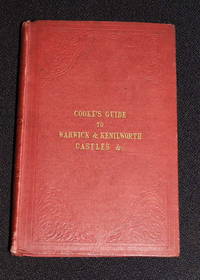 COOKE'S GUIDE
TO
WARWICK & KENILWORTH
CASTLES &.